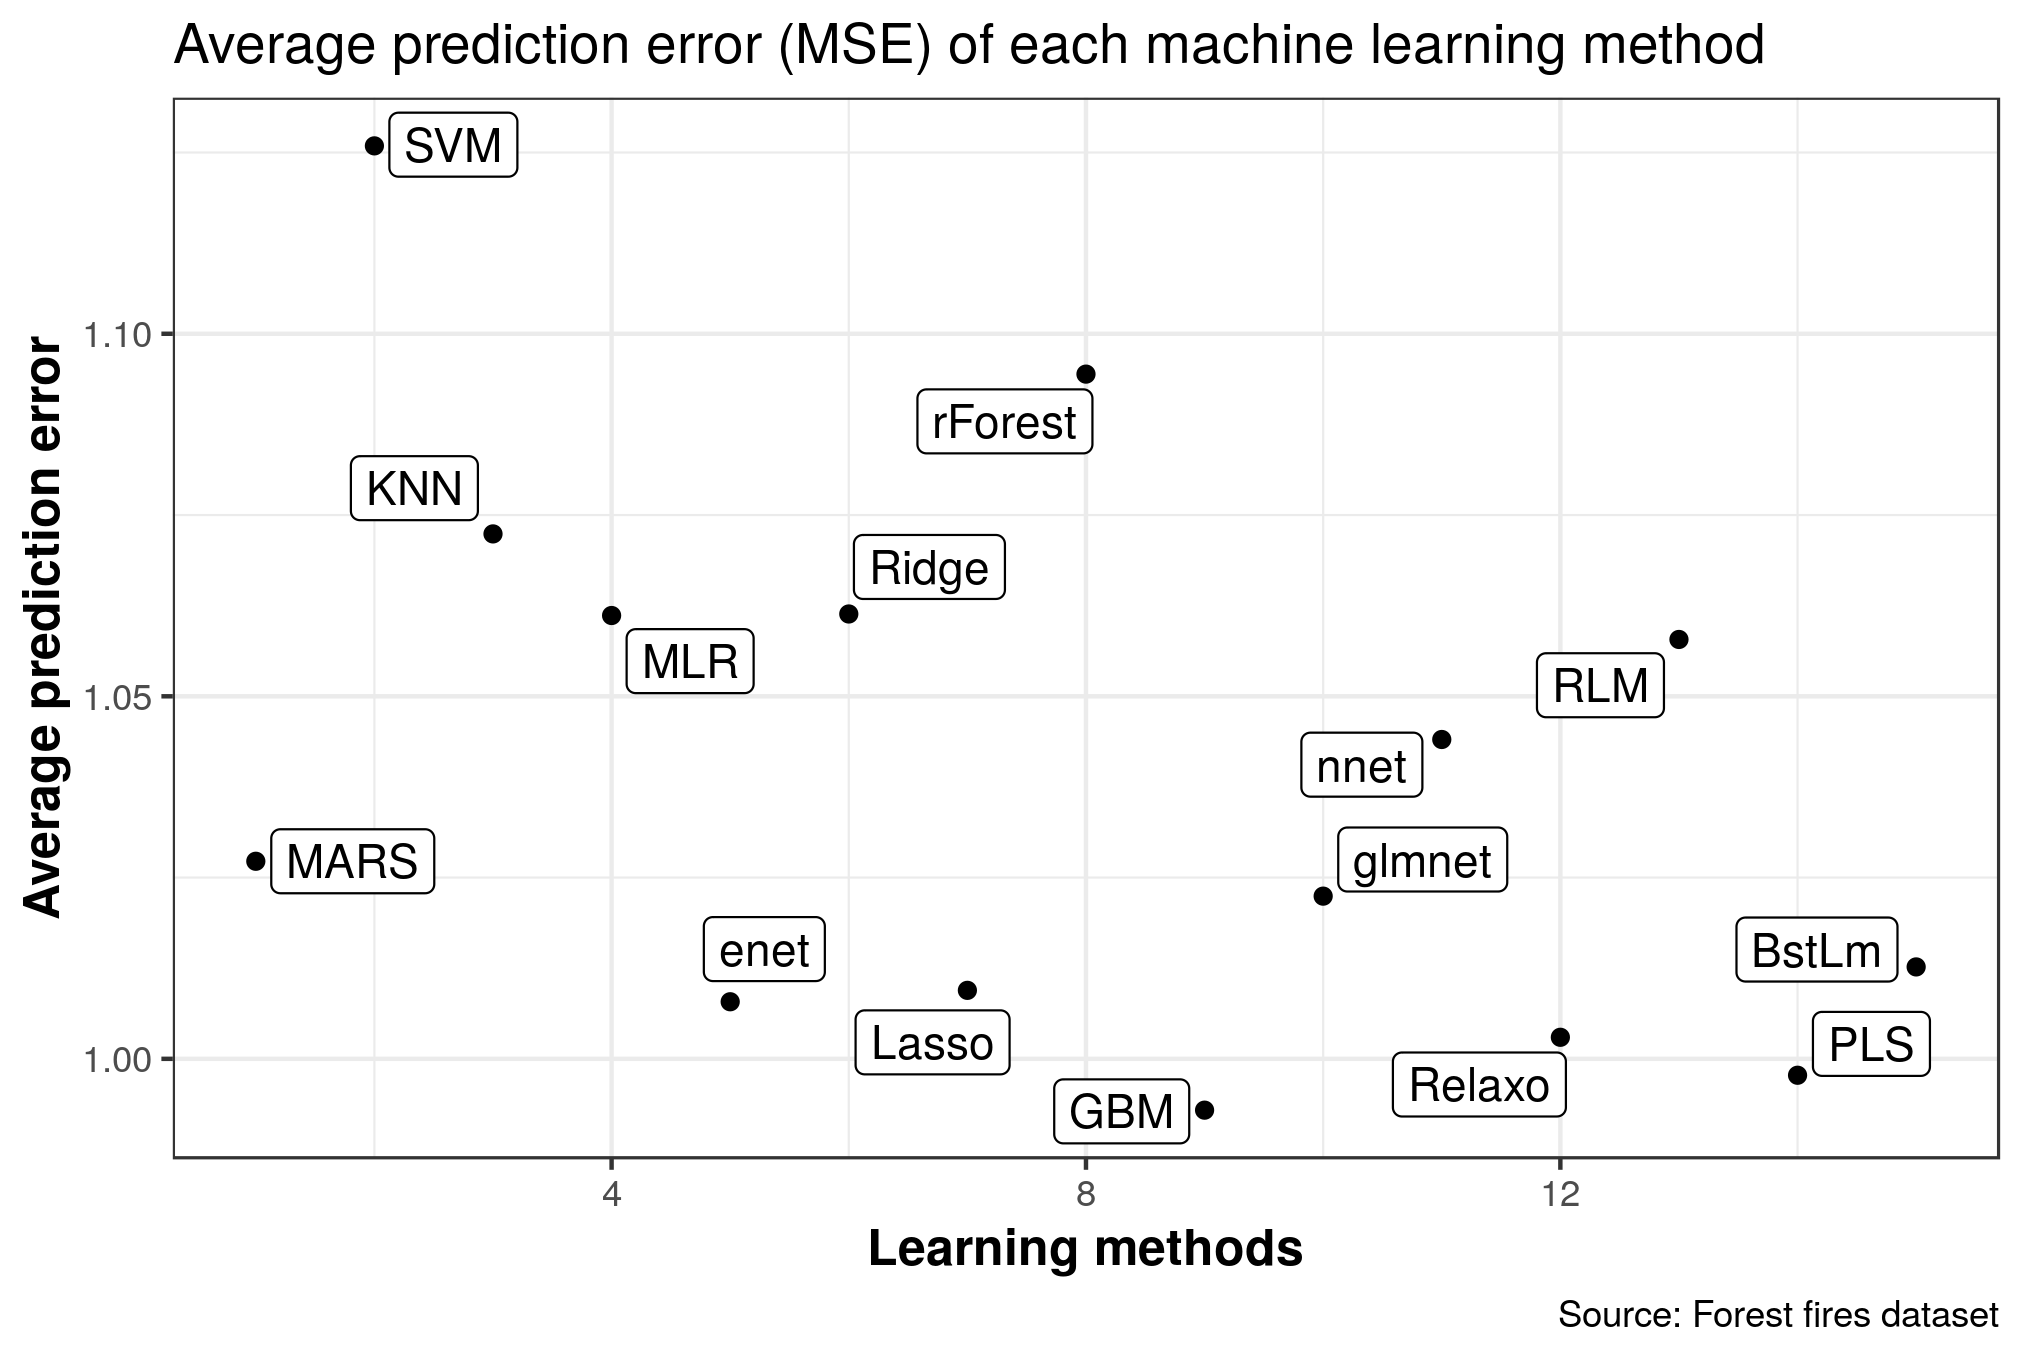 Average prediction error (MSE) of each machine learning method
SVM
1.10
rForest
KNN
Ridge
MLR
RLM
1.05
nnet
MARS
glmnet
enet
BstLm
Lasso
PLS
1.00
Relaxo
GBM
4
8
12
Average prediction error
Learning methods
Source: Forest fires dataset